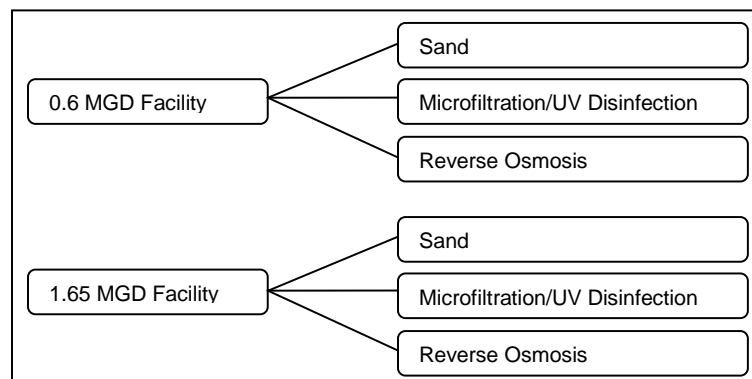 Sand
0.6 MGD Facility
Microfiltration/UV Disinfection
Reverse Osmosis
Sand
1.65 MGD Facility
Microfiltration/UV Disinfection
Reverse Osmosis